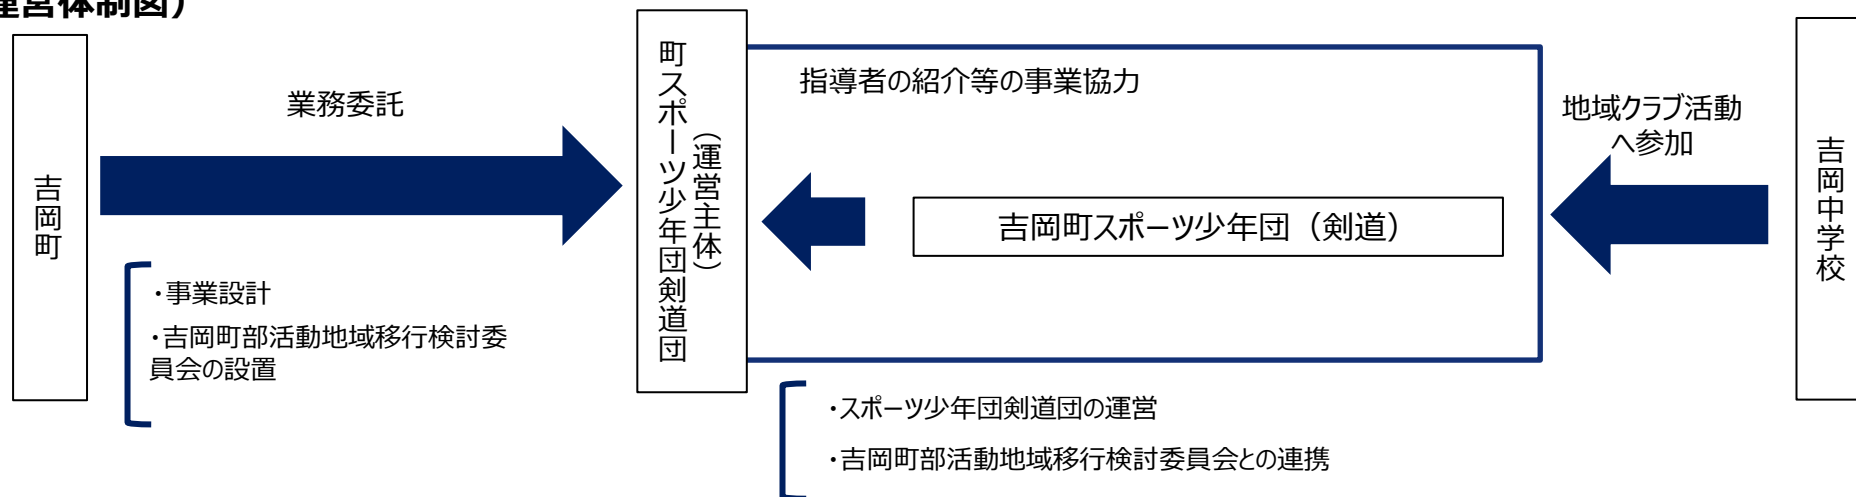 運営体制図）
吉岡町
業務委託
・事業設計
・吉岡町部活動地域移行検討委
員会の設置
町スポーツ少年団剣道団
（運営主体）
指導者の紹介等の事業協力
吉岡町スポーツ少年団（剣道）
・スポーツ少年団剣道団の運営
・吉岡町部活動地域移行検討委員会との連携
地域クラブ活動
へ参加
吉岡中学校